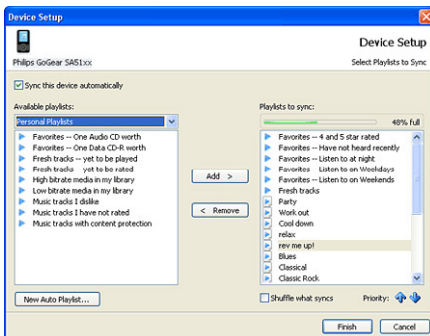 Device Setup
Device Setup
Philips GoGear SA51xx
Select Playlists to Sync
Sync this device automatically
Available playlists:
Personal Playlists
Favorites -- One Audio CD worth
Favorites -- One Data CD-R worth
Fresh tracks -- yet to be played
Fresh tracks -- yet to be rated
High bitrate media in my library
Low bitrate media in my library
Music tracks I dislike
Music tracks I have not rated
Music tracks with content protection
New Auto Playlist...
Add >
< Remove
Playlists to sync:
48% full
Favorites -- 4 and 5 star rated
Favorites -- Have not heard recently
Favorites -- Listen to at night
Favorites -- Listen to on Weekdays
Favorites -- Listen to on Weekends
Fresh tracks
Party
Work out
Cool down
relax
rev me up!
Blues
Classical
Classic Rock
Shuffle what syncs
Priority:
Finish
Cancel